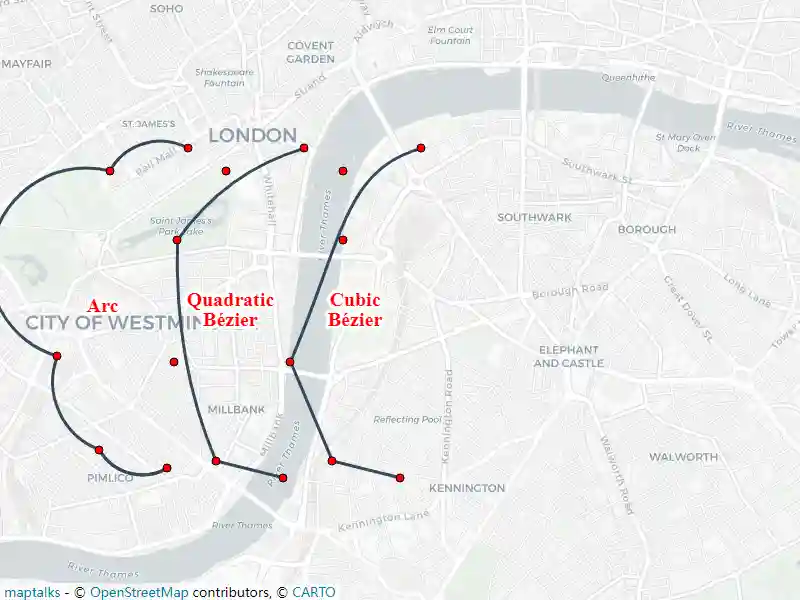 SOHO
Elm Court
Fountain
Aldwych
COVENT
GARDEN
MAYFAIR
Shakespeare
Fountain
Strand
Queenhithe
ST JAMES'S
LONDON
River Thames
St Mary Overy
Dock
Pall Mall
Southwark St
Whitehall
Saint James's
Park Lake
River Thames
SOUTHWARK
BOROUGH
Long Lane
Great Dover St
Borough Road
Arc
Quadratic
Bézier
Cubic
Bézier
CITY OF WESTMIN
ELEPHANT
AND CASTLE
MILLBANK
Millbank
Reflecting Pool
Kennington Road
River Thames
Walworth Road
WALWORTH
PIMLICO
KENNINGTON
Kennington Lane
River Thames
River Thames
maptalks - © OpenStreetMap contributors, © CARTO